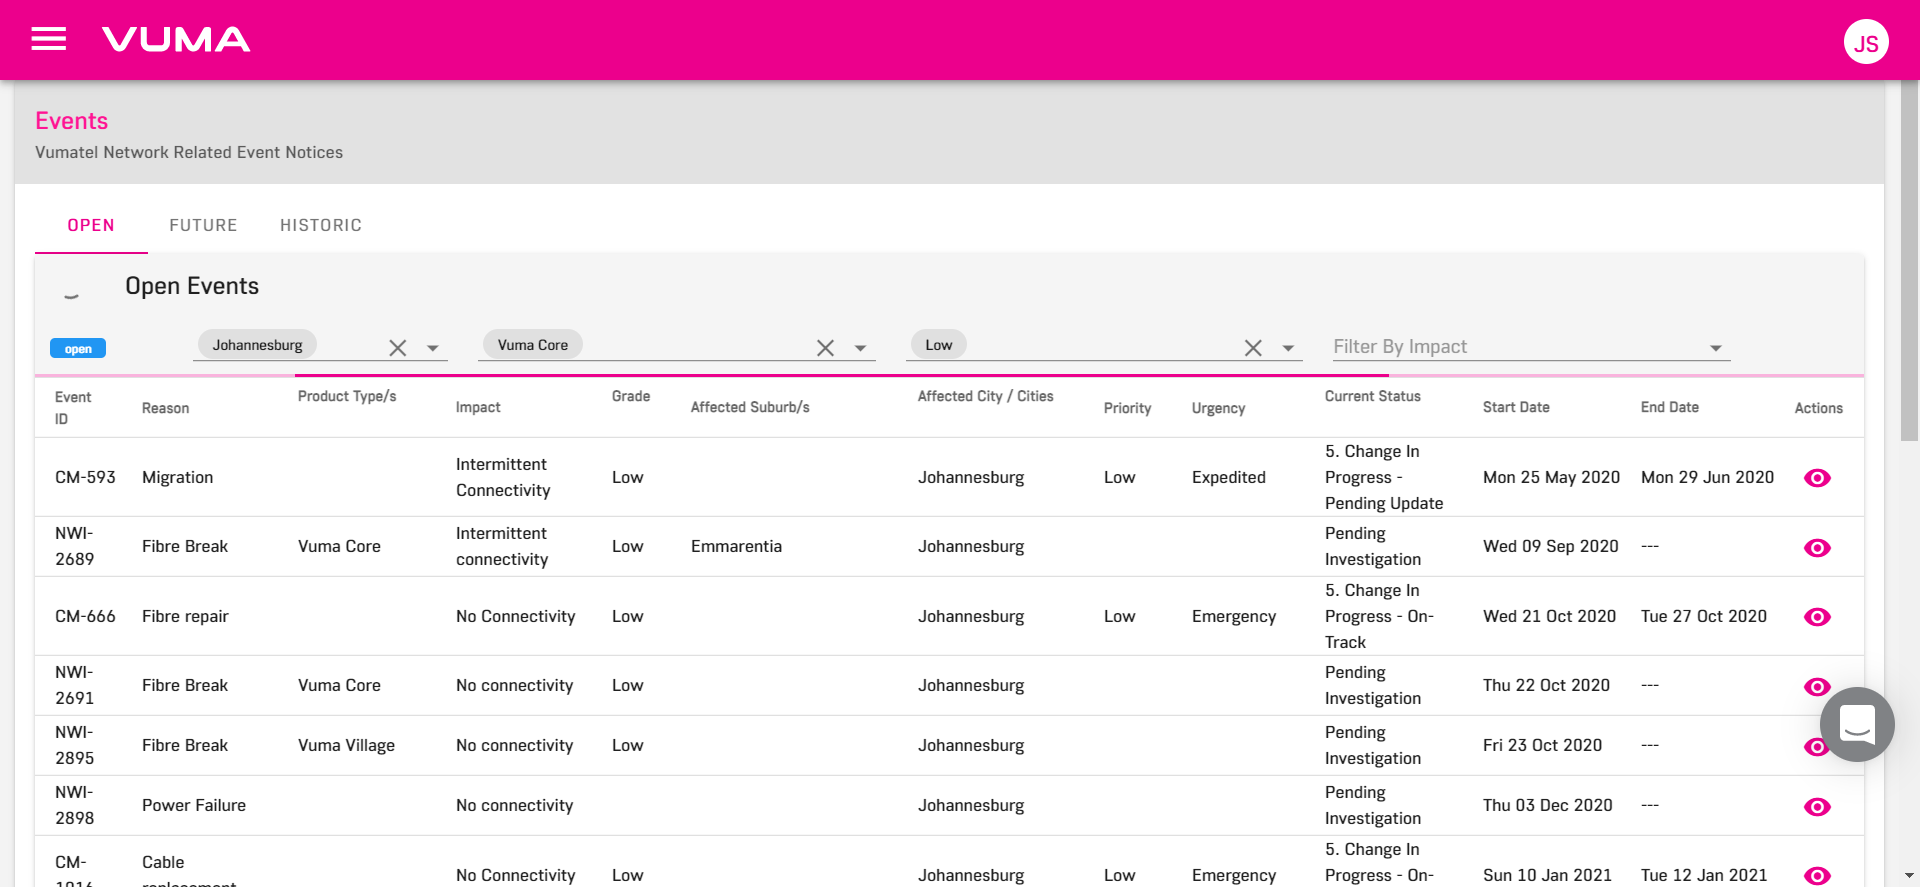 VUMA
JS
Events
Vumatel Network Related Event Notices
OPEN FUTURE HISTORIC
Open Events
open Johannesburg Vuma Core Low Filter By Impact
Event ID Reason Product Type/s Impact Grade Affected Suburb/s Affected City / Cities Priority Urgency Current Status Start Date End Date Actions
CM-593 Migration Intermittent Connectivity Low Johannesburg Low Expedited 5. Change In Progress - Pending Update Mon 25 May 2020 Mon 29 Jun 2020
NWI-2689 Fibre Break Vuma Core Intermittent connectivity Low Emmarentia Johannesburg Pending Investigation Wed 09 Sep 2020 ---
CM-666 Fibre repair No Connectivity Low Johannesburg Low Emergency 5. Change In Progress - On-Track Wed 21 Oct 2020 Tue 27 Oct 2020
NWI-2691 Fibre Break Vuma Core No connectivity Low Johannesburg Pending Investigation Thu 22 Oct 2020 ---
NWI-2895 Fibre Break Vuma Village No connectivity Low Johannesburg Pending Investigation Fri 23 Oct 2020 ---
NWI-2898 Power Failure No connectivity Johannesburg Pending Investigation Thu 03 Dec 2020 ---
CM- Cable No Connectivity Low Johannesburg Low Emergency 5. Change In Progress - On- Sun 10 Jan 2021 Tue 12 Jan 2021